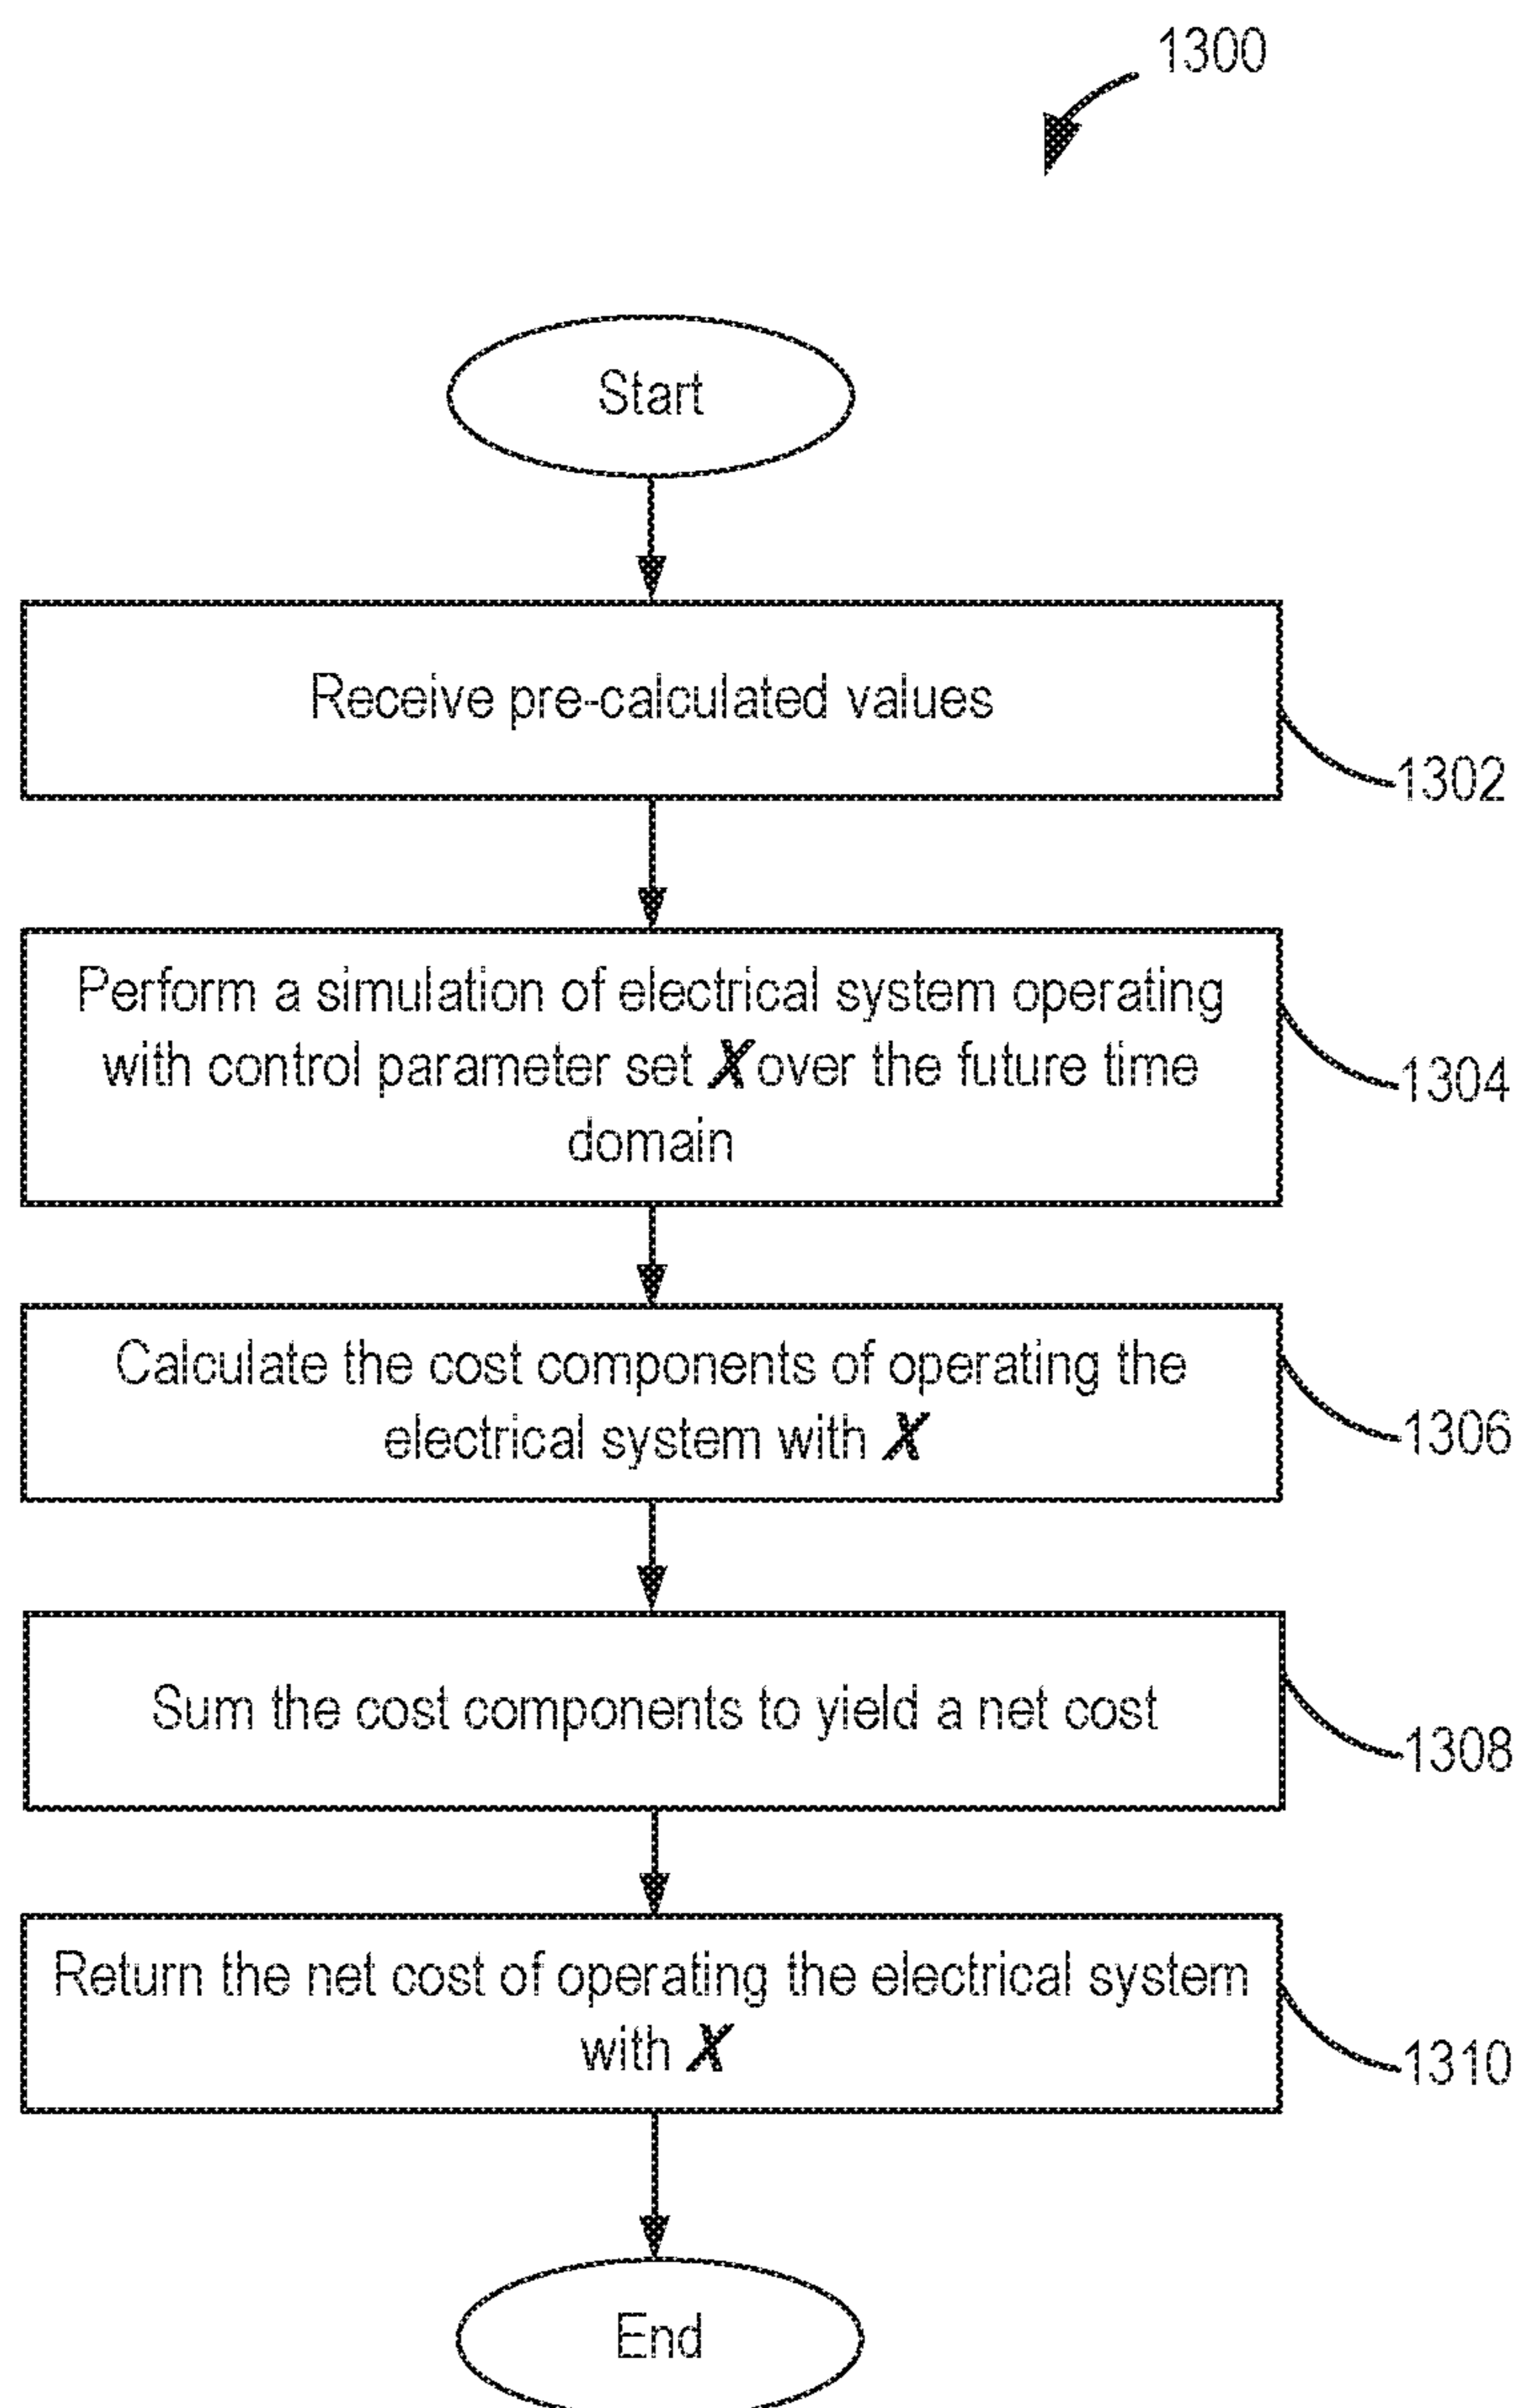 1300
Start
Receive pre-calculated values
1302
Perform a simulation of electrical system operating
with control parameter set X over the future time
domain
1304
Calculate the cost components of operating the
electrical system with X
1306
Sum the cost components to yield a net cost
1308
Return the net cost of operating the electrical system
with X
1310
End